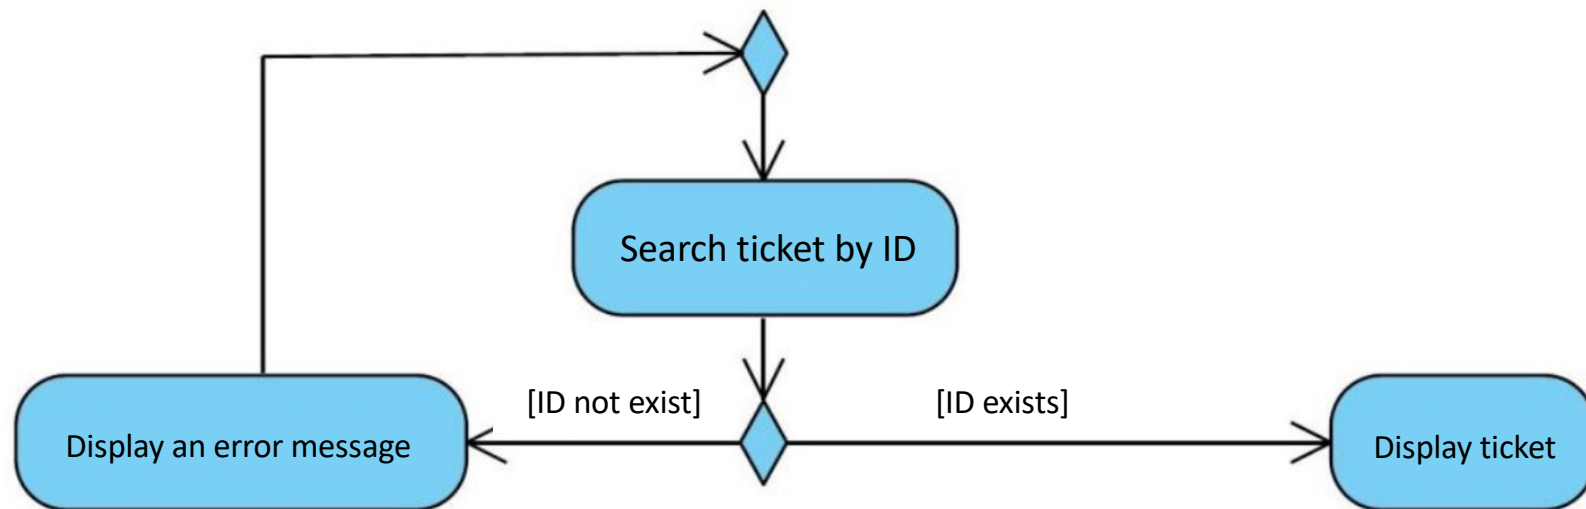 Search ticket by ID
[ID not exist]
[ID exists]
Display an error message
Display ticket